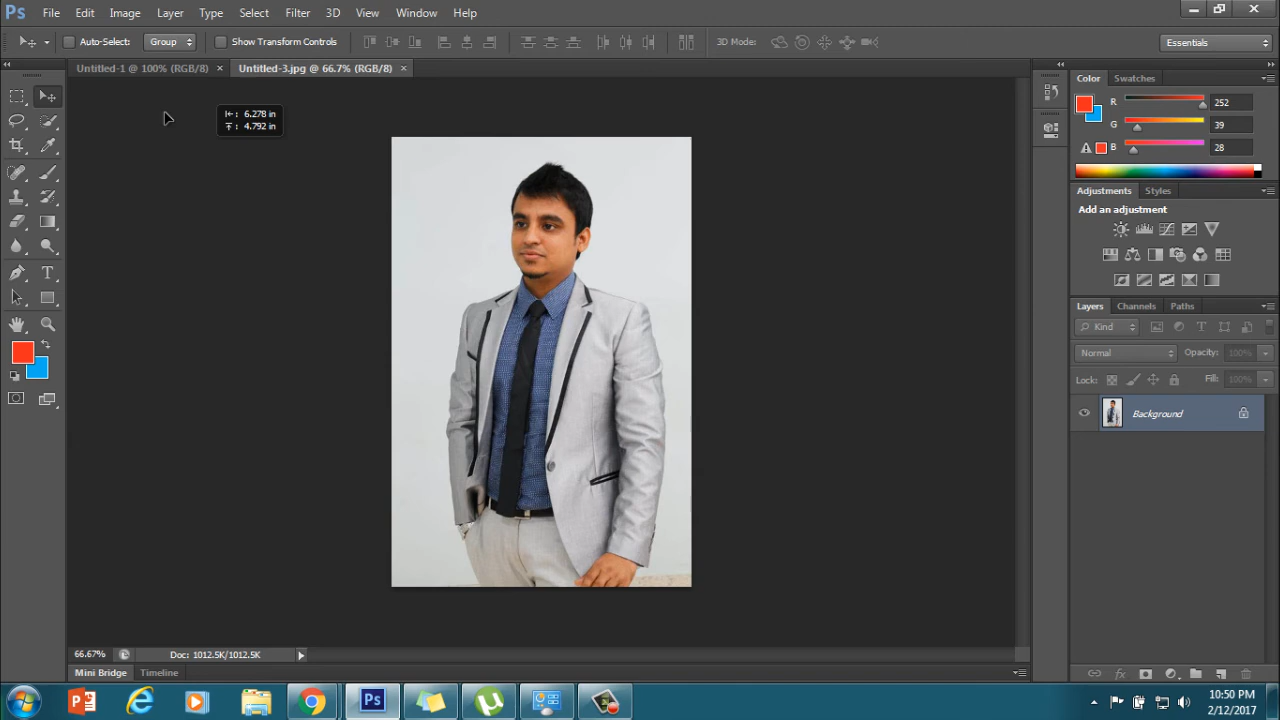 Ps File Edit Image Layer Type Select Filter 3D View Window Help
Auto-Select: Group Show Transform Controls 3D Mode: Essentials
Untitled-1 @ 100% (RGB/8) × Untitled-3.jpg @ 66.7% (RGB/8) ×
Color Swatches
R 252
G 39
B 28
6.278 in
4.792 in
Adjustments Styles
Add an adjustment
Layers Channels Paths
Kind
Normal Opacity: 100%
Lock: Fill: 100%
Background
66.67% Doc: 1012.5K/1012.5K
Mini Bridge Timeline
Ps
10:50 PM
2/12/2017